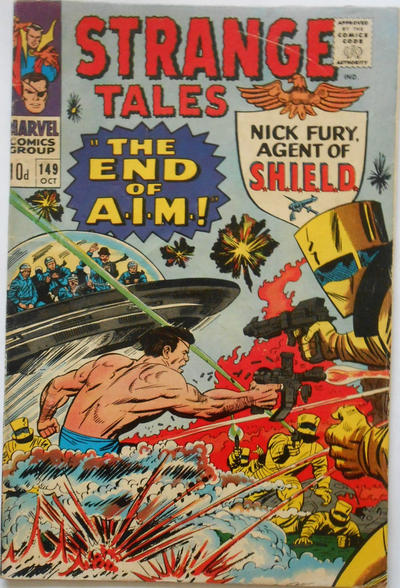 STRANGE
TALES
APPROVED
BY THE
COMICS
CODE
AUTHORITY
IND.
MARVEL
COMICS
GROUP
10d
149
OCT
"THE
END
OF
A.I.M.!"
NICK FURY,
AGENT OF
S.H.I.E.L.D.